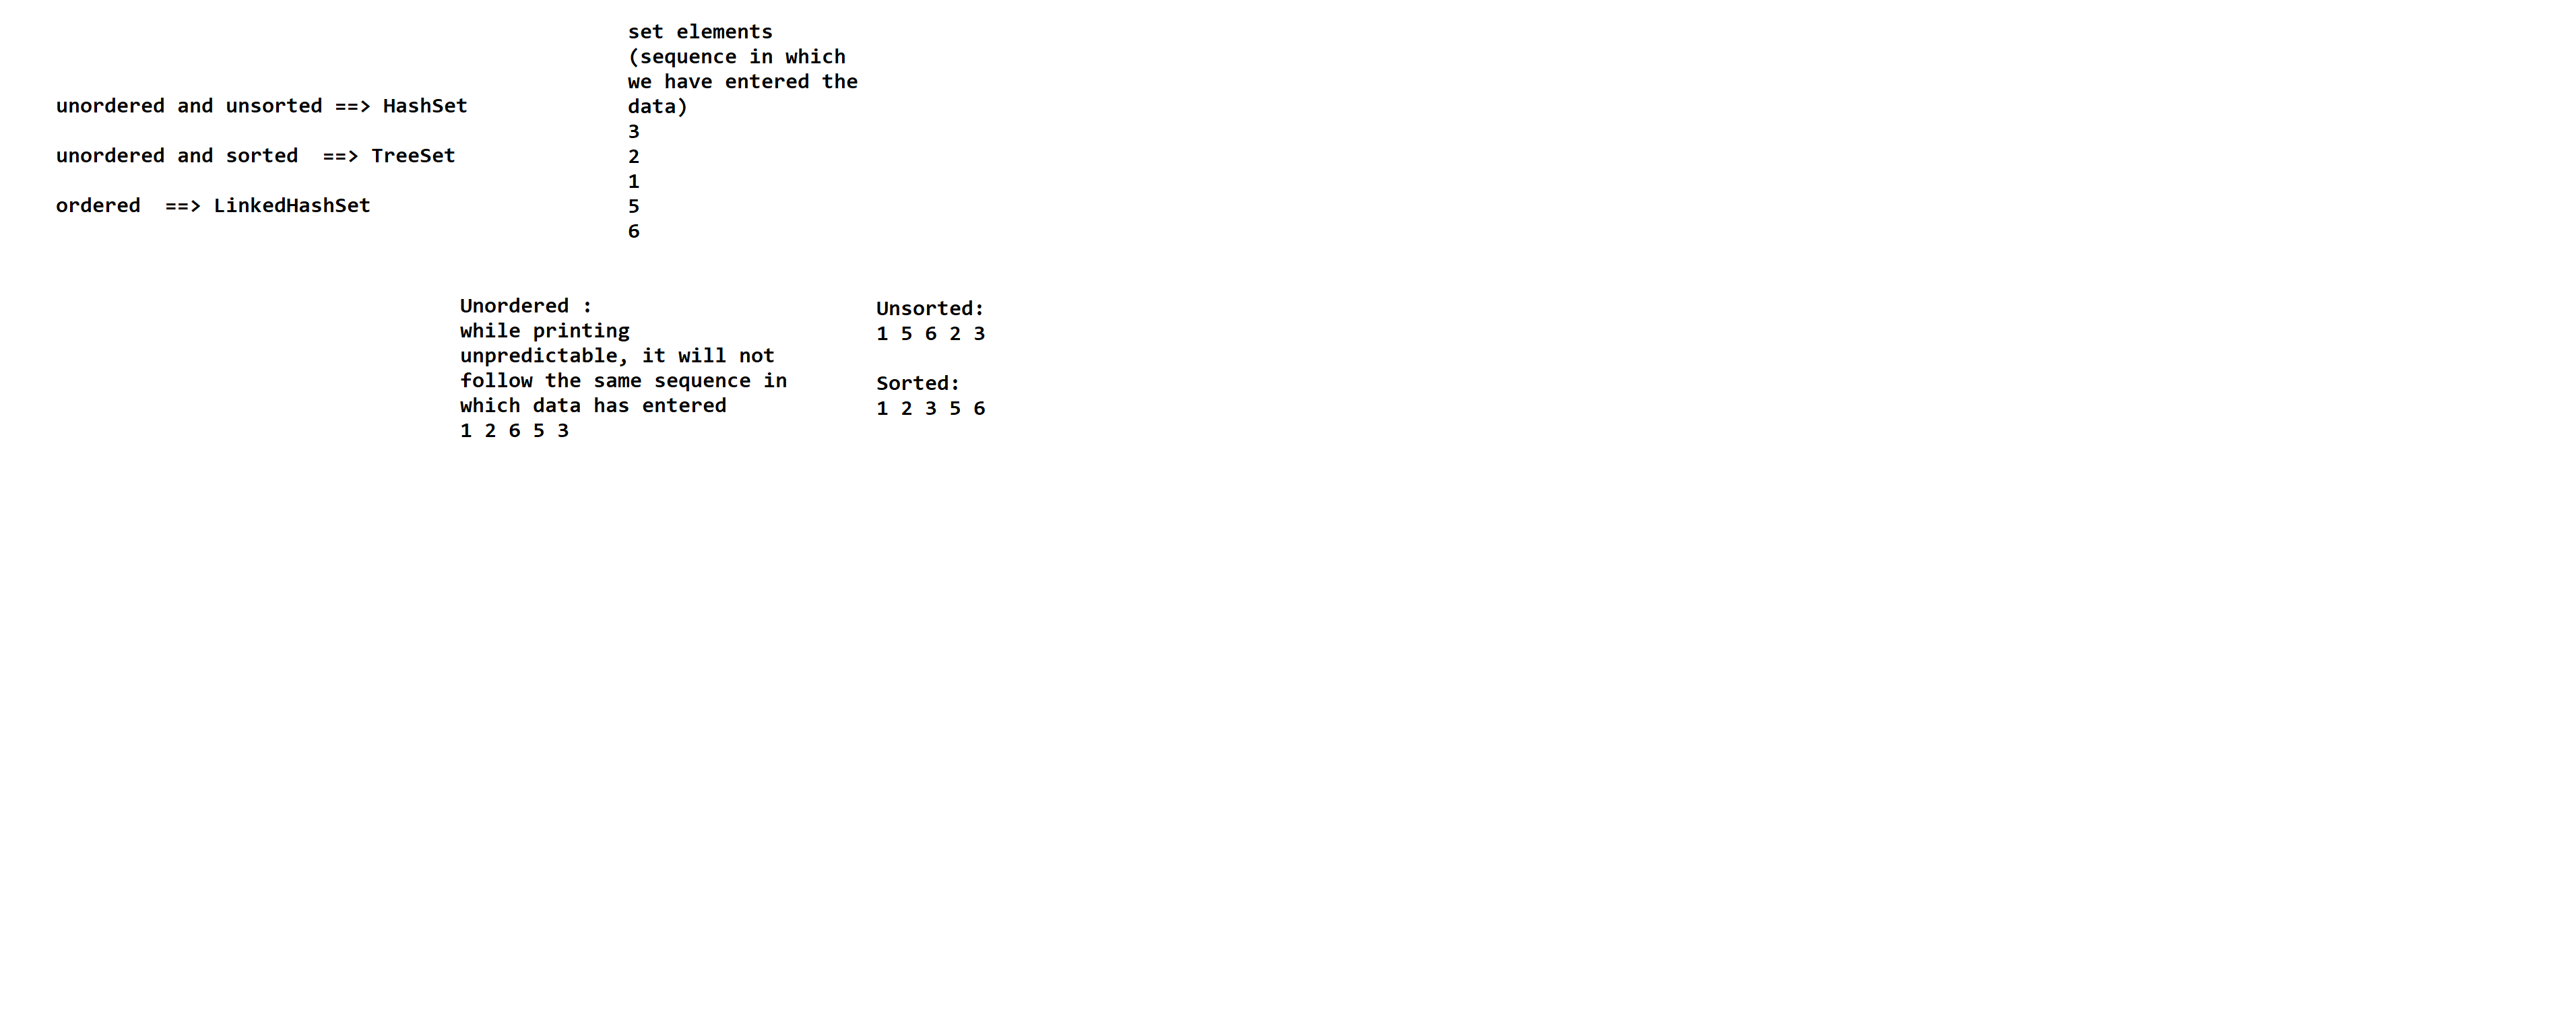 unordered and unsorted ==> HashSet
unordered and sorted  ==> TreeSet
ordered  ==> LinkedHashSet
set elements
(sequence in which
we have entered the
data)
3
2
1
5
6
Unordered :
while printing
unpredictable, it will not
follow the same sequence in
which data has entered
1 2 6 5 3
Unsorted:
1 5 6 2 3
Sorted:
1 2 3 5 6